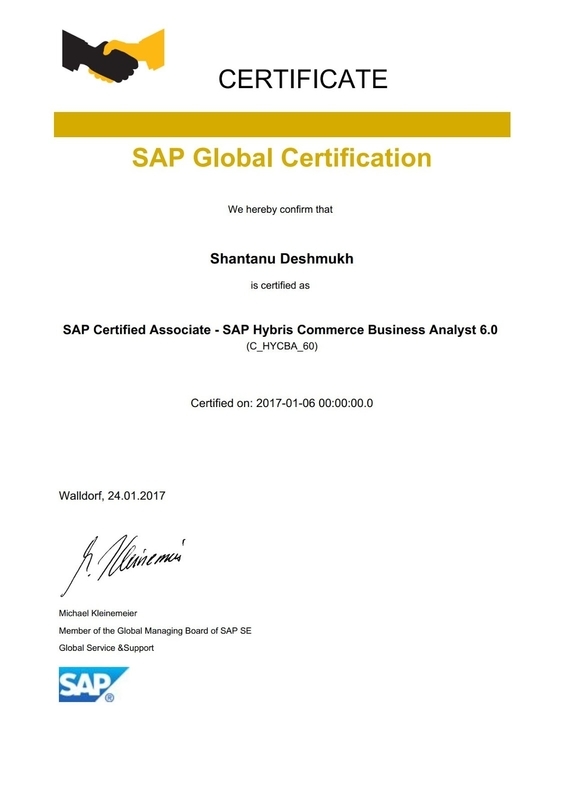 CERTIFICATE
SAP Global Certification
We hereby confirm that
Shantanu Deshmukh
is certified as
SAP Certified Associate - SAP Hybris Commerce Business Analyst 6.0
(C_HYCBA_60)
Certified on: 2017-01-06 00:00:00.0
Walldorf, 24.01.2017
M. Kleinemeier
Michael Kleinemeier
Member of the Global Managing Board of SAP SE
Global Service &Support
SAP®